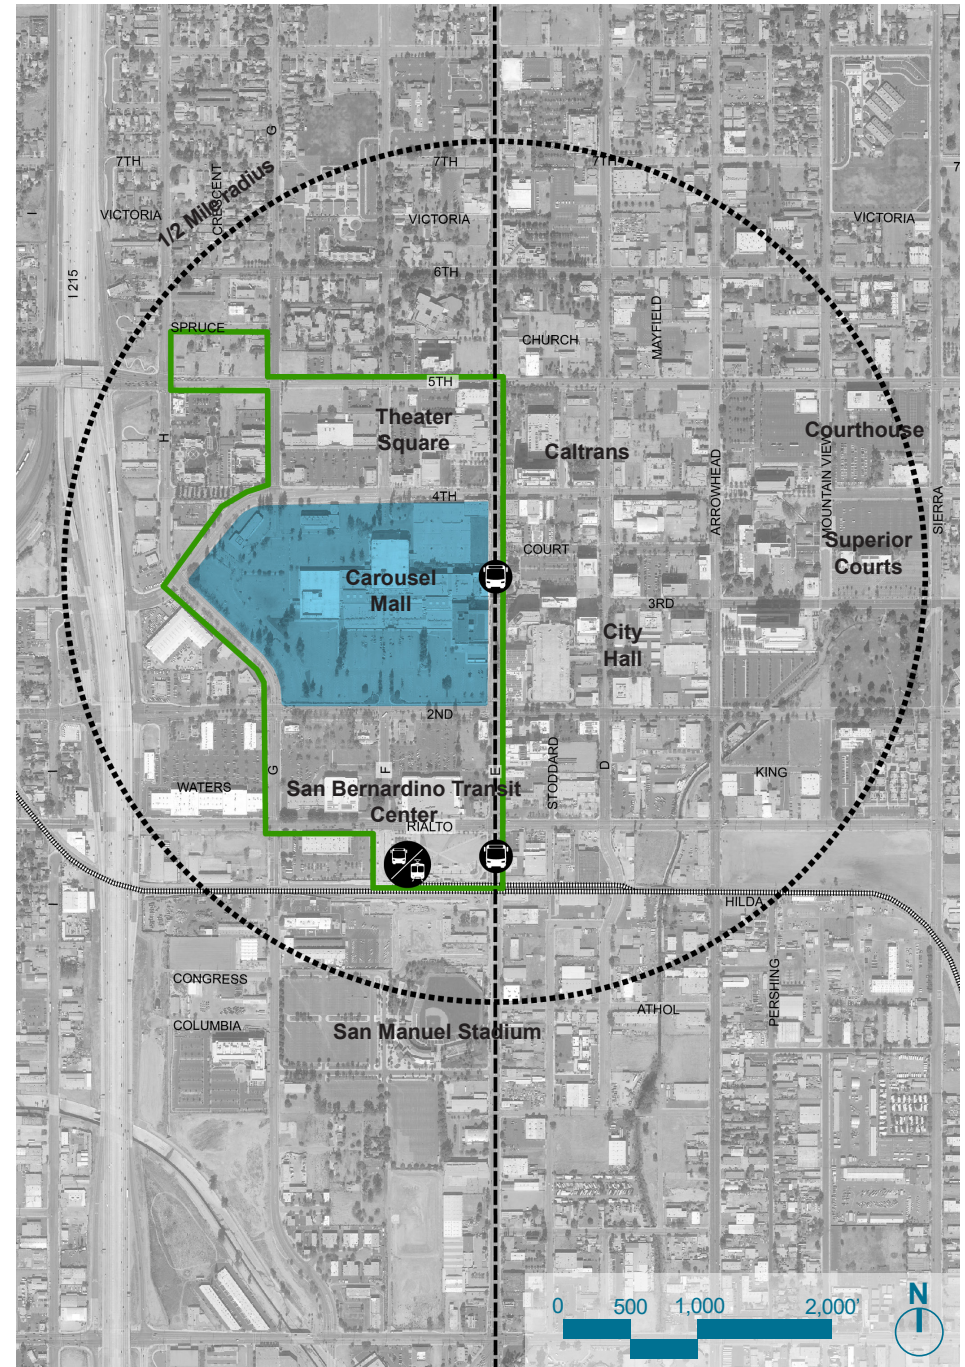 G
7TH
7TH
7TH
7
1/2 Mile radius
CRESCENT
I
VICTORIA
VICTORIA
VICTORIA
I 215
6TH
SPRUCE
CHURCH
MAYFIELD
5TH
Theater
Square
H
Caltrans
Courthouse
MOUNTAIN VIEW
ARROWHEAD
SIERRA
4TH
COURT
Superior
Courts
Carousel
Mall
3RD
City
Hall
2ND
I
G
F
E
STODDARD
D
KING
WATERS
San Bernardino Transit
Center
RIALTO
I
HILDA
CONGRESS
PERSHING
ATHOL
COLUMBIA
San Manuel Stadium
0 500 1,000 2,000'
N